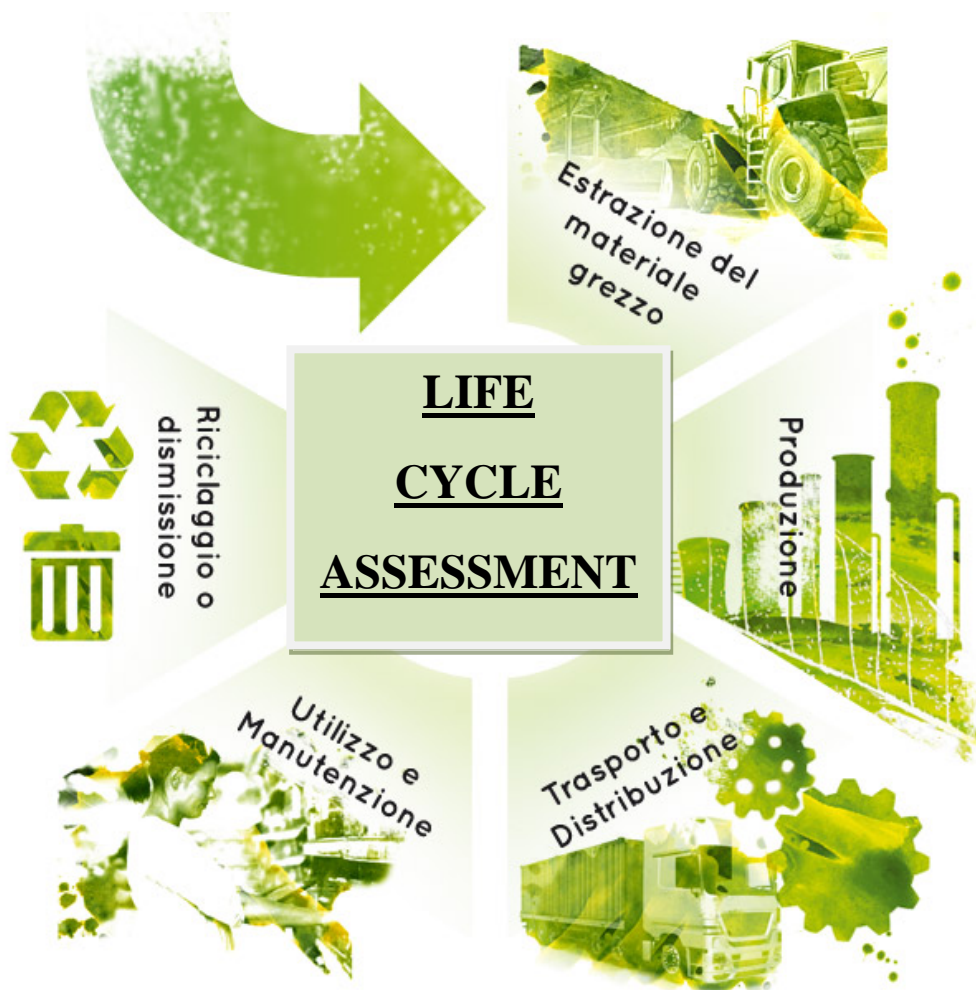 Estrazione del
materiale
grezzo
LIFE
CYCLE
ASSESSMENT
Produzione
Trasporto e
Distribuzione
Utilizzo e
Manutenzione
Riciclaggio o
dismissione